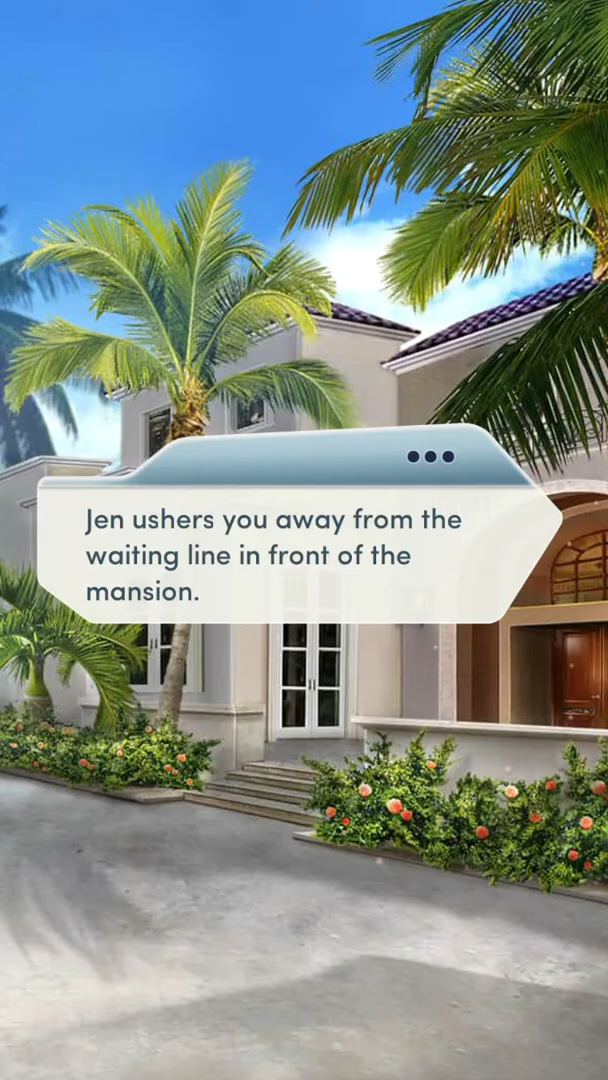 Jen ushers you away from the
waiting line in front of the
mansion.